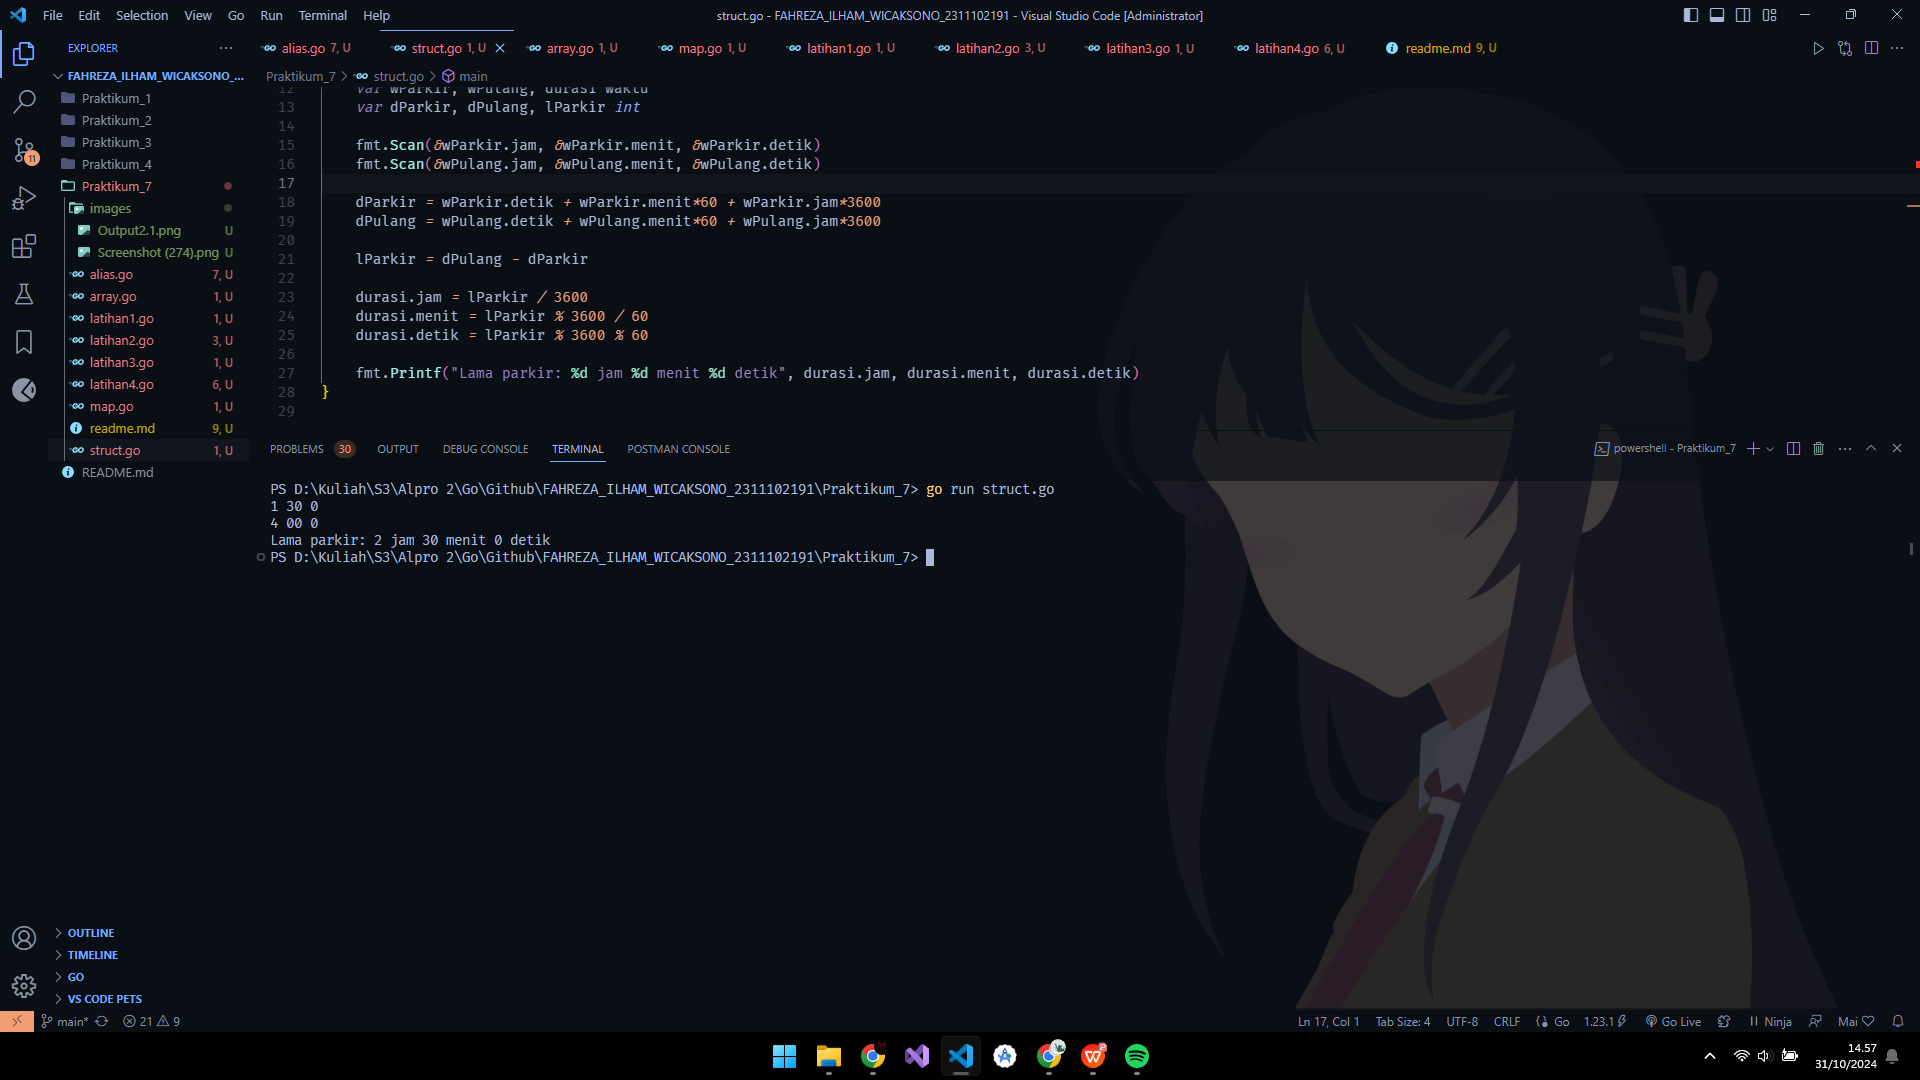 File Edit Selection View Go Run Terminal Help
struct.go - FAHREZA_ILHAM_WICAKSONO_2311102191 - Visual Studio Code [Administrator]
EXPLORER ...
alias.go 7, U struct.go 1, U array.go 1, U map.go 1, U latihan1.go 1, U latihan2.go 3, U latihan3.go 1, U latihan4.go 6, U readme.md 9, U
FAHREZA_ILHAM_WICAKSONO_...
Praktikum_1
Praktikum_2
Praktikum_3
Praktikum_4
Praktikum_7
images
Output2.1.png U
Screenshot (274).png U
alias.go 7, U
array.go 1, U
latihan1.go 1, U
latihan2.go 3, U
latihan3.go 1, U
latihan4.go 6, U
map.go 1, U
readme.md 9, U
struct.go 1, U
README.md
11
Praktikum_7 > struct.go > main
12 var wParkir, wPulang, durasi waktu
13 var dParkir, dPulang, lParkir int
14
15 fmt.Scan(&wParkir.jam, &wParkir.menit, &wParkir.detik)
16 fmt.Scan(&wPulang.jam, &wPulang.menit, &wPulang.detik)
17
18 dParkir = wParkir.detik + wParkir.menit*60 + wParkir.jam*3600
19 dPulang = wPulang.detik + wPulang.menit*60 + wPulang.jam*3600
20
21 lParkir = dPulang - dParkir
22
23 durasi.jam = lParkir / 3600
24 durasi.menit = lParkir % 3600 / 60
25 durasi.detik = lParkir % 3600 % 60
26
27 fmt.Printf("Lama parkir: %d jam %d menit %d detik", durasi.jam, durasi.menit, durasi.detik)
28 }
29
PROBLEMS 30 OUTPUT DEBUG CONSOLE TERMINAL POSTMAN CONSOLE
powershell - Praktikum_7
PS D:\Kuliah\S3\Alpro 2\Go\Github\FAHREZA_ILHAM_WICAKSONO_2311102191\Praktikum_7> go run struct.go
1 30 0
4 00 0
Lama parkir: 2 jam 30 menit 0 detik
PS D:\Kuliah\S3\Alpro 2\Go\Github\FAHREZA_ILHAM_WICAKSONO_2311102191\Praktikum_7>
OUTLINE
TIMELINE
GO
VS CODE PETS
main* 21 9
Ln 17, Col 1 Tab Size: 4 UTF-8 CRLF Go 1.23.1 Go Live Ninja Mai
14.57
31/10/2024